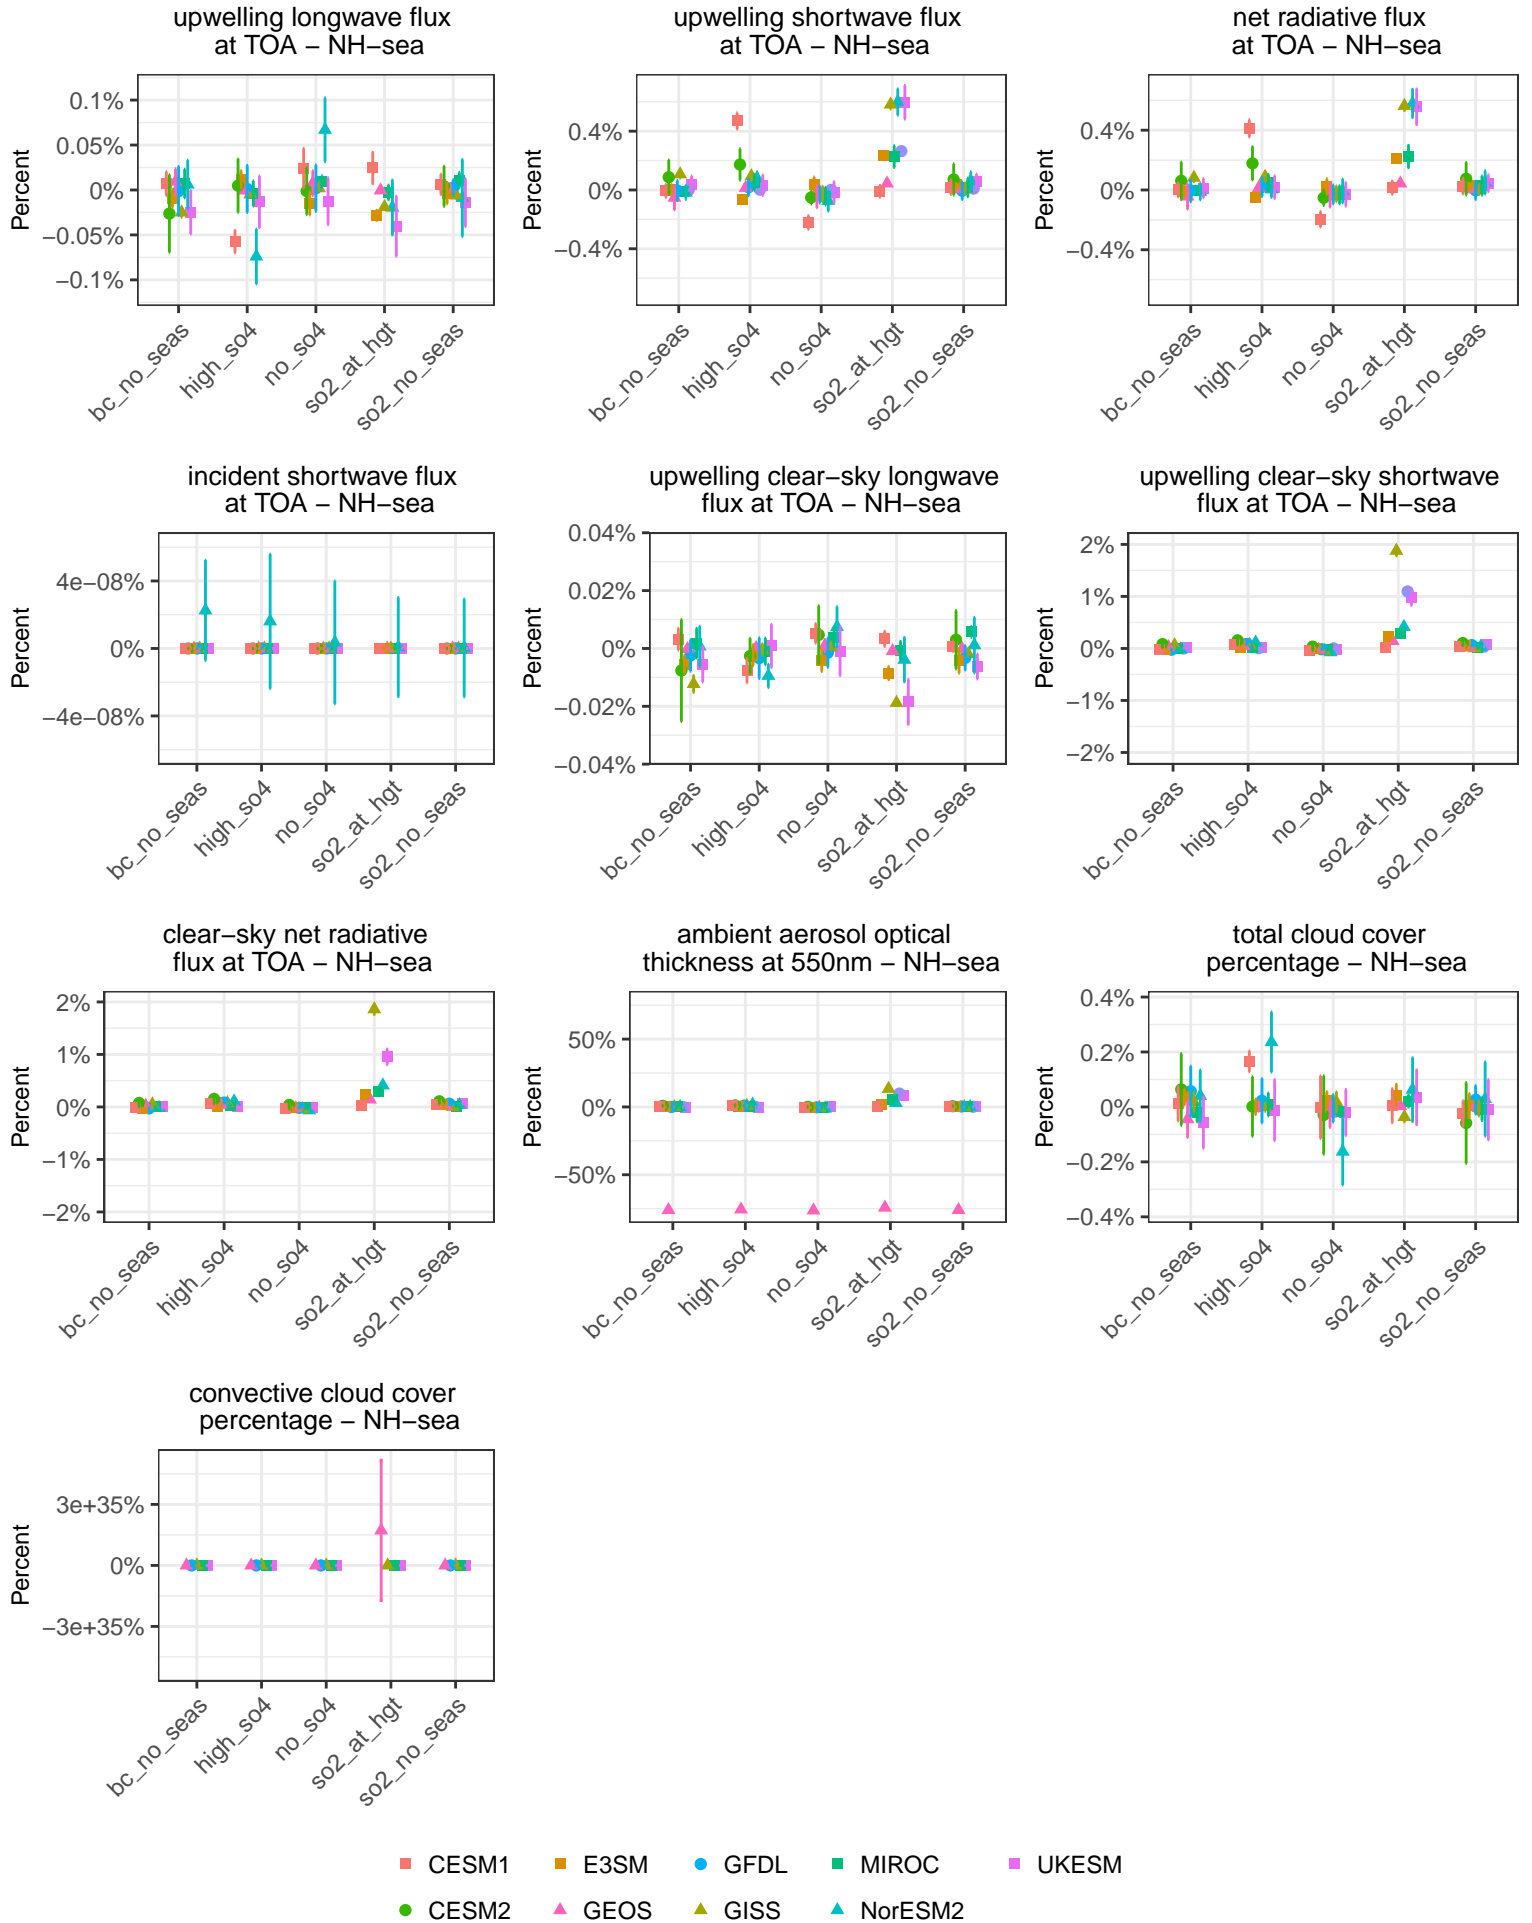 upwelling longwave flux
at TOA − NH−sea
Percent
0.1%
0.05%
0%
−0.05%
−0.1%
bc_no_seas
high_so4
no_so4
so2_at_hgt
so2_no_seas
upwelling shortwave flux
at TOA − NH−sea
Percent
0.4%
0%
−0.4%
bc_no_seas
high_so4
no_so4
so2_at_hgt
so2_no_seas
net radiative flux
at TOA − NH−sea
Percent
0.4%
0%
−0.4%
bc_no_seas
high_so4
no_so4
so2_at_hgt
so2_no_seas
incident shortwave flux
at TOA − NH−sea
Percent
4e−08%
0%
−4e−08%
bc_no_seas
high_so4
no_so4
so2_at_hgt
so2_no_seas
upwelling clear−sky longwave
flux at TOA − NH−sea
Percent
0.04%
0.02%
0%
−0.02%
−0.04%
bc_no_seas
high_so4
no_so4
so2_at_hgt
so2_no_seas
upwelling clear−sky shortwave
flux at TOA − NH−sea
Percent
2%
1%
0%
−1%
−2%
bc_no_seas
high_so4
no_so4
so2_at_hgt
so2_no_seas
clear−sky net radiative
flux at TOA − NH−sea
Percent
2%
1%
0%
−1%
−2%
bc_no_seas
high_so4
no_so4
so2_at_hgt
so2_no_seas
ambient aerosol optical
thickness at 550nm − NH−sea
Percent
50%
0%
−50%
bc_no_seas
high_so4
no_so4
so2_at_hgt
so2_no_seas
total cloud cover
percentage − NH−sea
Percent
0.4%
0.2%
0%
−0.2%
−0.4%
bc_no_seas
high_so4
no_so4
so2_at_hgt
so2_no_seas
convective cloud cover
percentage − NH−sea
Percent
3e+35%
0%
−3e+35%
bc_no_seas
high_so4
no_so4
so2_at_hgt
so2_no_seas
CESM1 E3SM GFDL MIROC UKESM
CESM2 GEOS GISS NorESM2